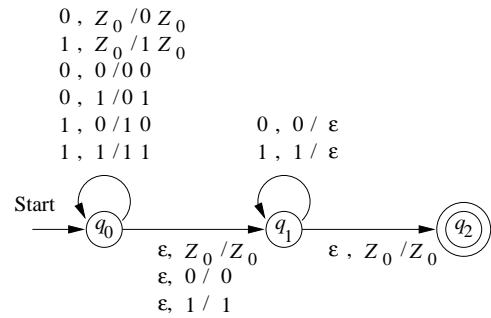 0 , Z₀ / 0 Z₀
1 , Z₀ / 1 Z₀
0 , 0 / 0 0
0 , 1 / 0 1
1 , 0 / 1 0
1 , 1 / 1 1
0 , 0 / ε
1 , 1 / ε
Start
q₀
q₁
q₂
ε, Z₀ / Z₀
ε, 0 / 0
ε, 1 / 1
ε , Z₀ / Z₀